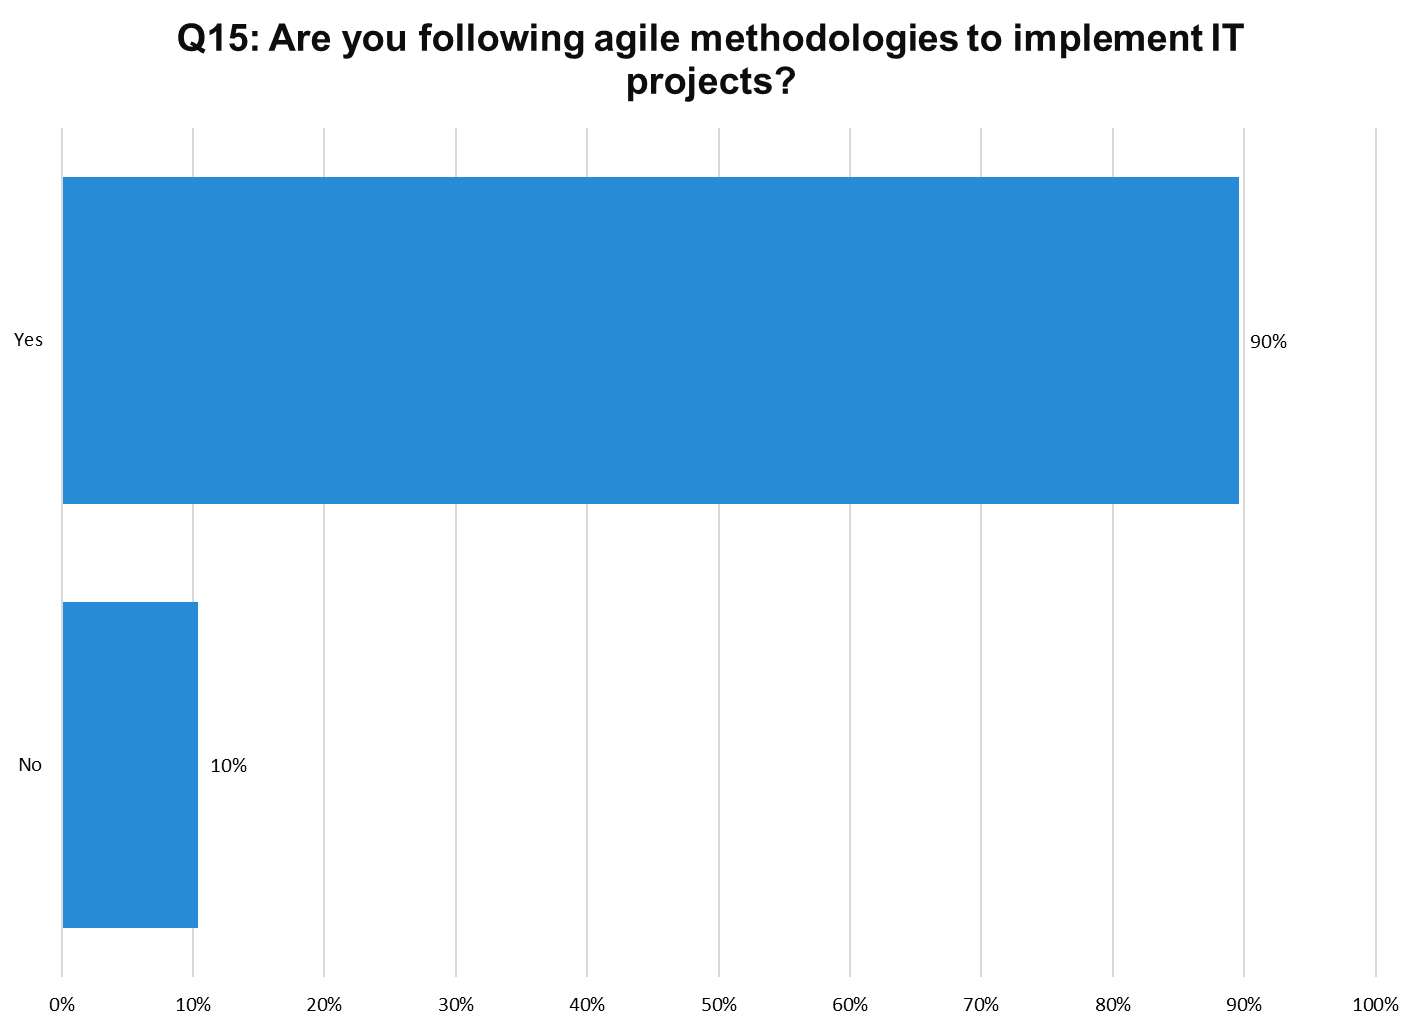 Q15: Are you following agile methodologies to implement IT
projects?
Yes
90%
No
10%
0% 10% 20% 30% 40% 50% 60% 70% 80% 90% 100%